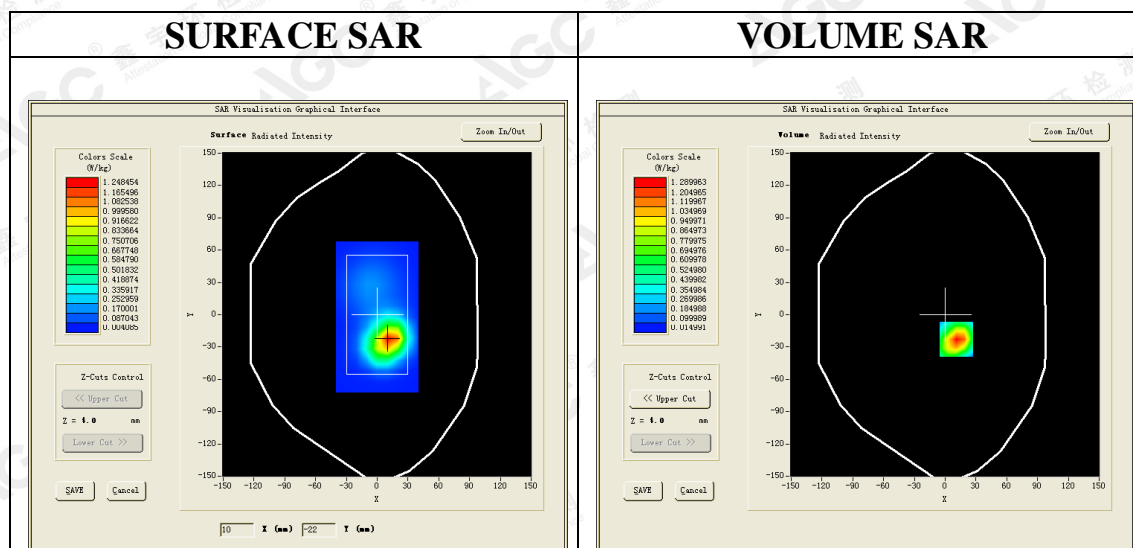 SURFACE SAR
VOLUME SAR
SAR Visualisation Graphical Interface
Surface Radiated Intensity
Zoom In/Out
Colors Scale
(W/kg)
1.248454
1.165496
1.082538
0.999580
0.916622
0.833664
0.750706
0.667748
0.584790
0.501832
0.418874
0.335917
0.252959
0.170001
0.087043
0.004085
150
120
90
60
30
0
-30
-60
-90
-120
-150
Y
-150 -120 -90 -60 -30 0 30 60 90 120 150
X
Z-Cuts Control
<< Upper Cut
Z = 4.0 mm
Lower Cut >>
SAVE Cancel
10 X (mm) -22 Y (mm)
SAR Visualisation Graphical Interface
Volume Radiated Intensity
Zoom In/Out
Colors Scale
(W/kg)
1.289963
1.204965
1.119967
1.034969
0.949971
0.864973
0.779975
0.694976
0.609978
0.524980
0.439982
0.354984
0.269986
0.184988
0.099989
0.014991
150
120
90
60
30
0
-30
-60
-90
-120
-150
Y
-150 -120 -90 -60 -30 0 30 60 90 120 150
X
Z-Cuts Control
<< Upper Cut
Z = 4.0 mm
Lower Cut >>
SAVE Cancel